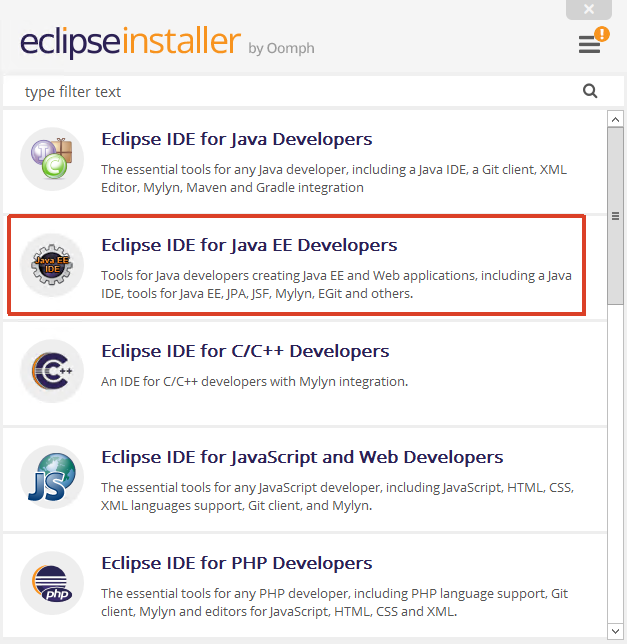 eclipseinstaller by Oomph
!
type filter text
Eclipse IDE for Java Developers
The essential tools for any Java developer, including a Java IDE, a Git client, XML
Editor, Mylyn, Maven and Gradle integration
J
C
Eclipse IDE for Java EE Developers
Java EE
IDE
Tools for Java developers creating Java EE and Web applications, including a Java
IDE, tools for Java EE, JPA, JSF, Mylyn, EGit and others.
Eclipse IDE for C/C++ Developers
C++
An IDE for C/C++ developers with Mylyn integration.
Eclipse IDE for JavaScript and Web Developers
JS
The essential tools for any JavaScript developer, including JavaScript, HTML, CSS,
XML languages support, Git client, and Mylyn.
Eclipse IDE for PHP Developers
php
The essential tools for any PHP developer, including PHP language support, Git
client, Mylyn and editors for JavaScript, HTML, CSS and XML.